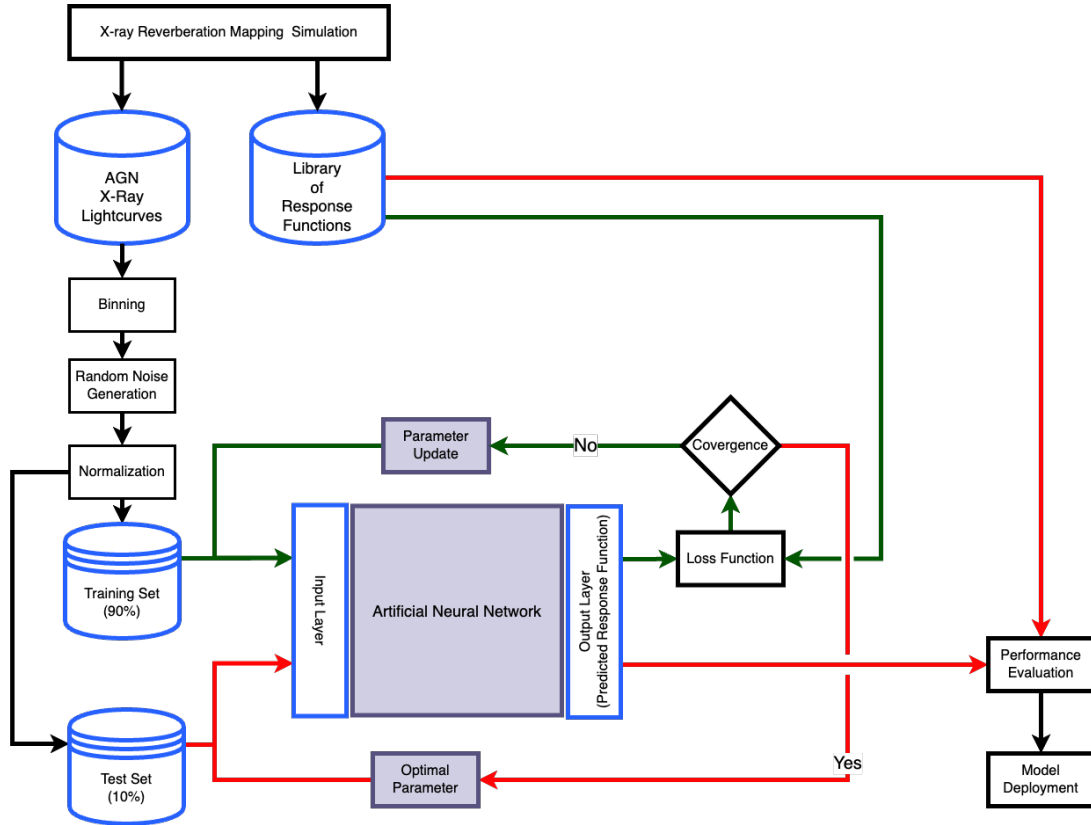 X-ray Reverberation Mapping Simulation
AGN
X-Ray
Lightcurves
Library
of
Response
Functions
Binning
Random Noise
Generation
Normalization
Parameter
Update
No
Covergence
Training Set
(90%)
Input Layer
Artificial Neural Network
Output Layer
(Predicted Response Function)
Loss Function
Performance
Evaluation
Test Set
(10%)
Optimal
Parameter
Yes
Model
Deployment